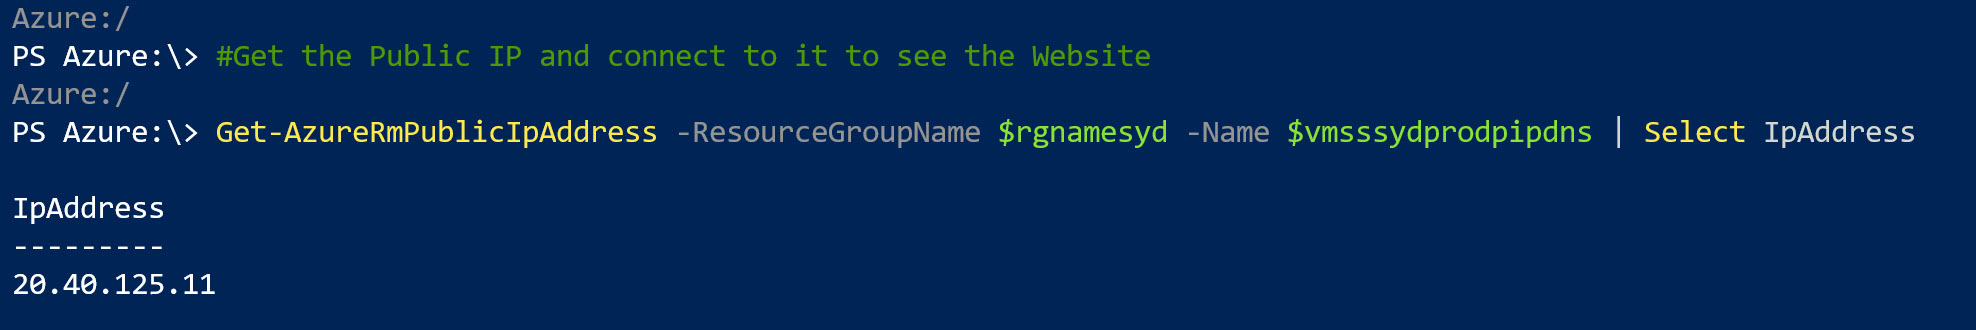 Azure:/
PS Azure:\> #Get the Public IP and connect to it to see the Website
Azure:/
PS Azure:\> Get-AzureRmPublicIpAddress -ResourceGroupName $rgnamesyd -Name $vmsssydprodpipdns | Select IpAddress
IpAddress
---------
20.40.125.11